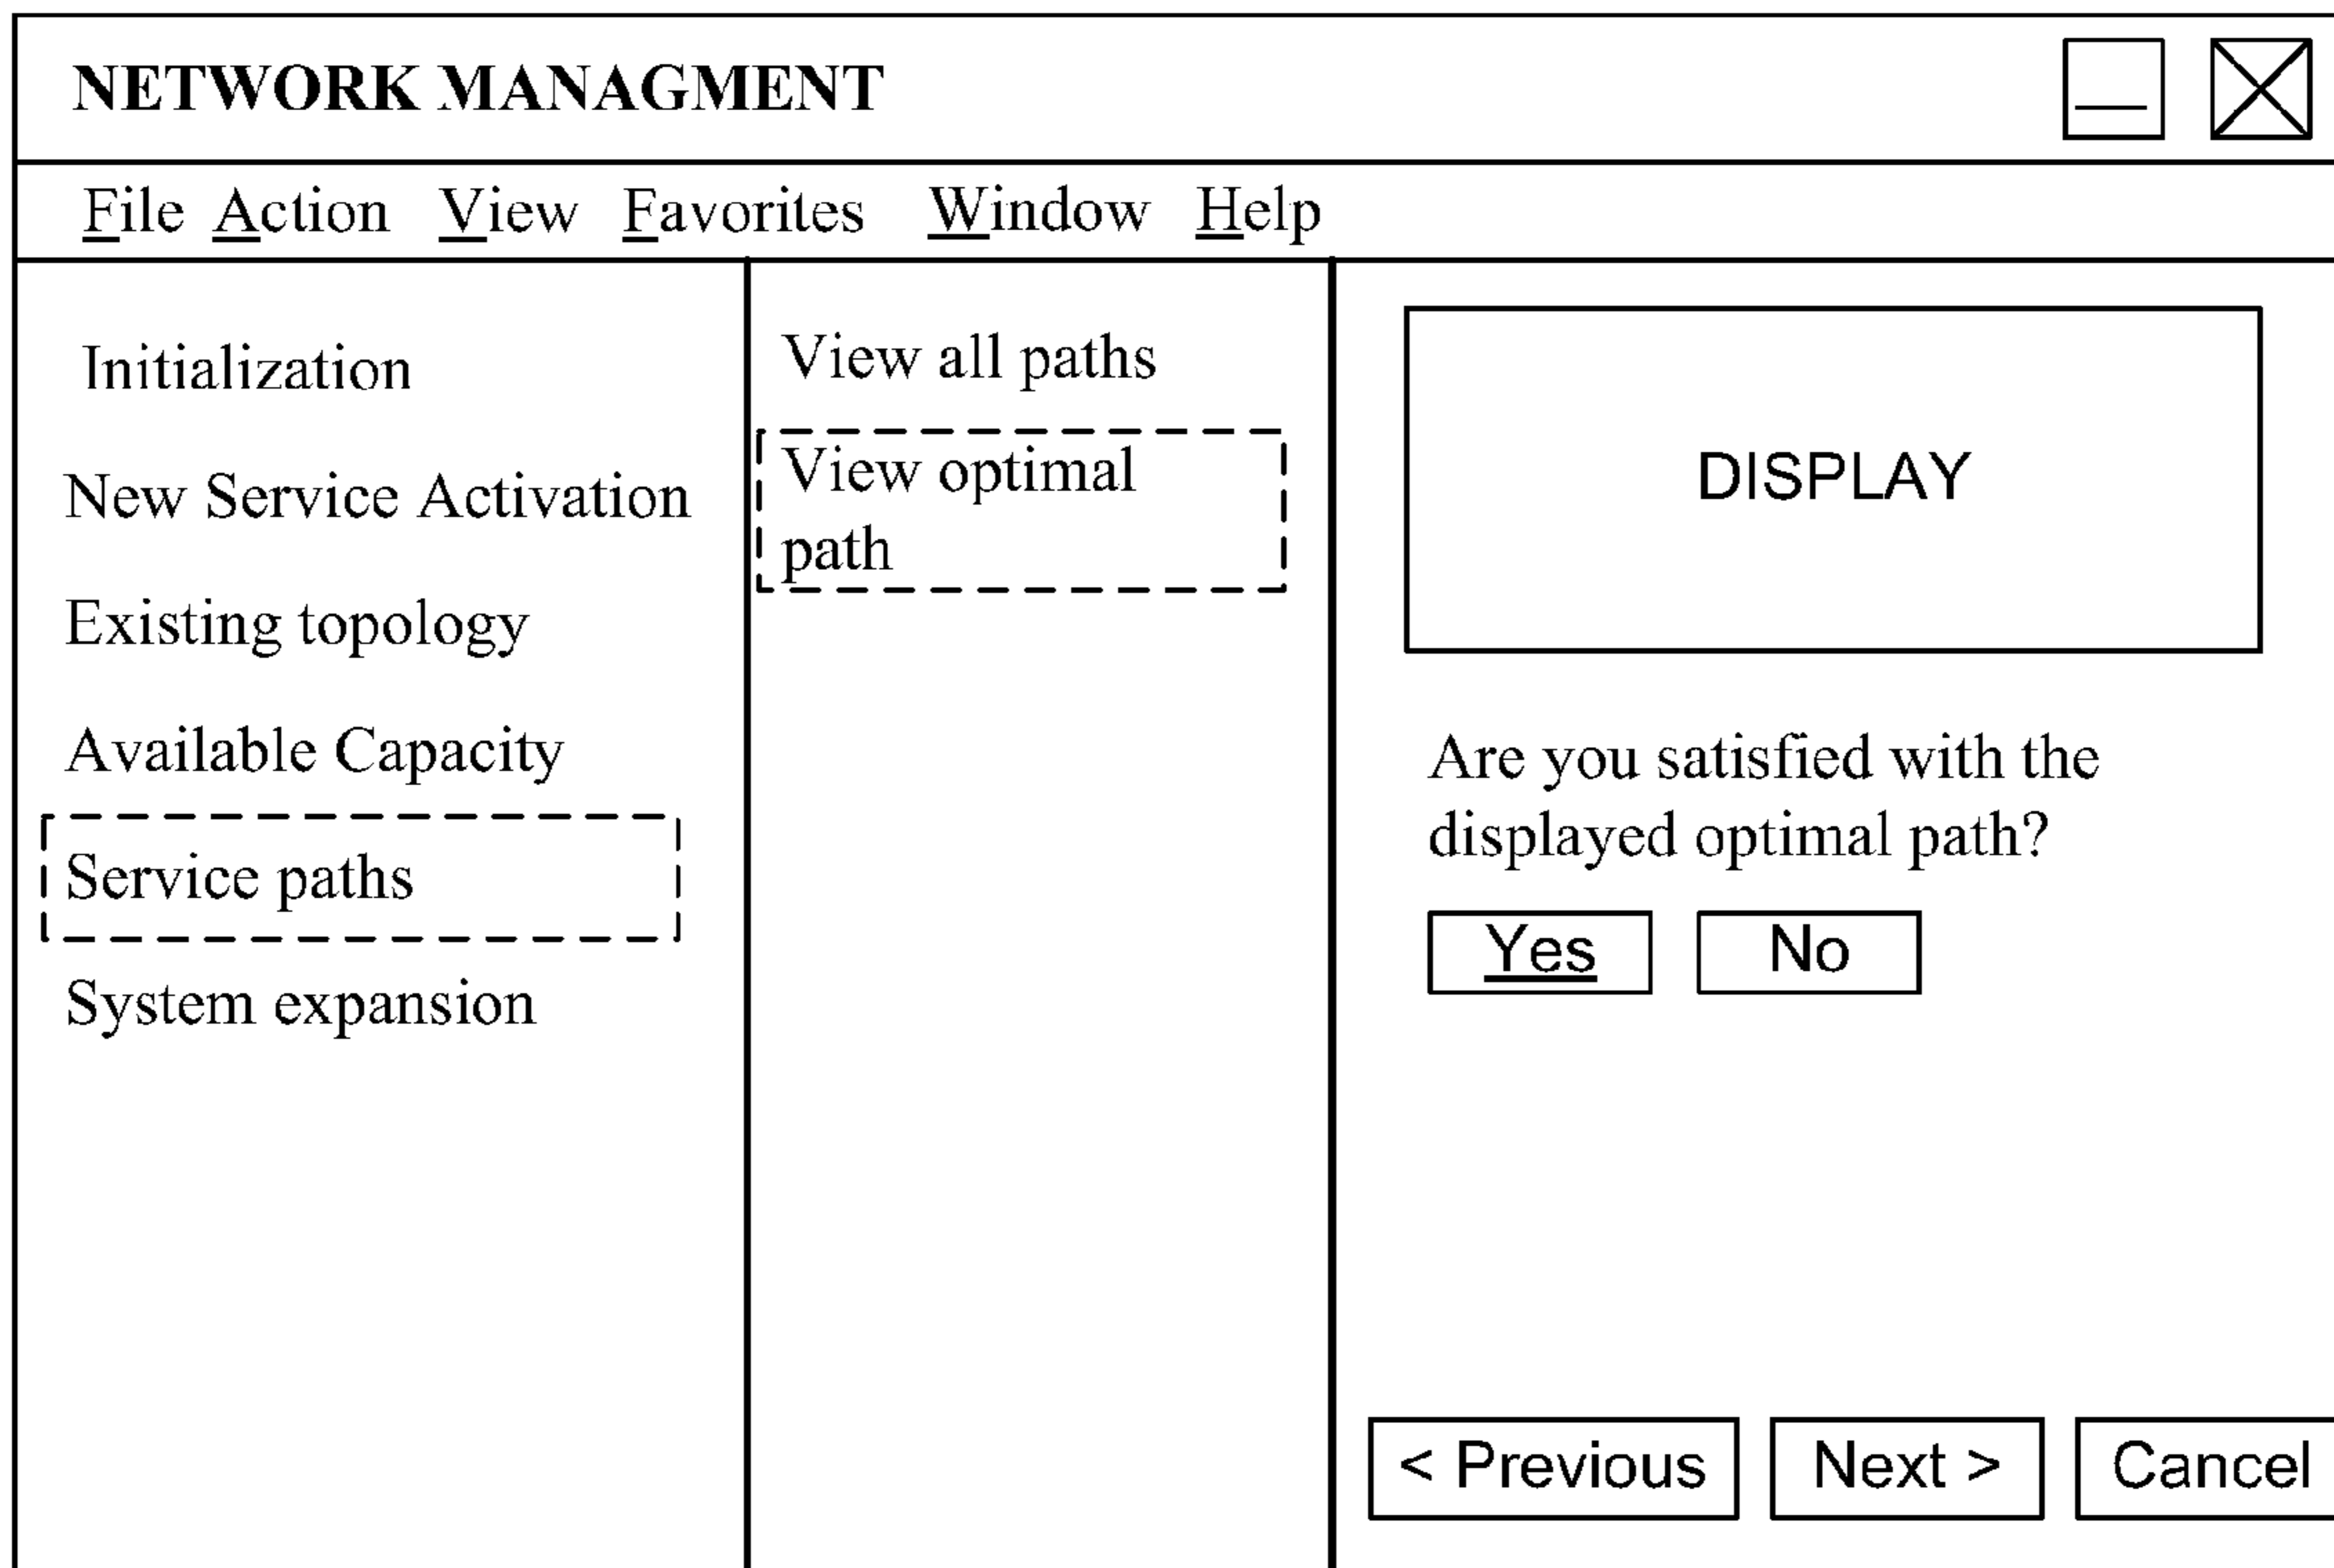 NETWORK MANAGMENT
File Action View Favorites Window Help
Initialization
New Service Activation
Existing topology
Available Capacity
Service paths
System expansion
View all paths
View optimal
path
DISPLAY
Are you satisfied with the
displayed optimal path?
Yes No
< Previous Next > Cancel